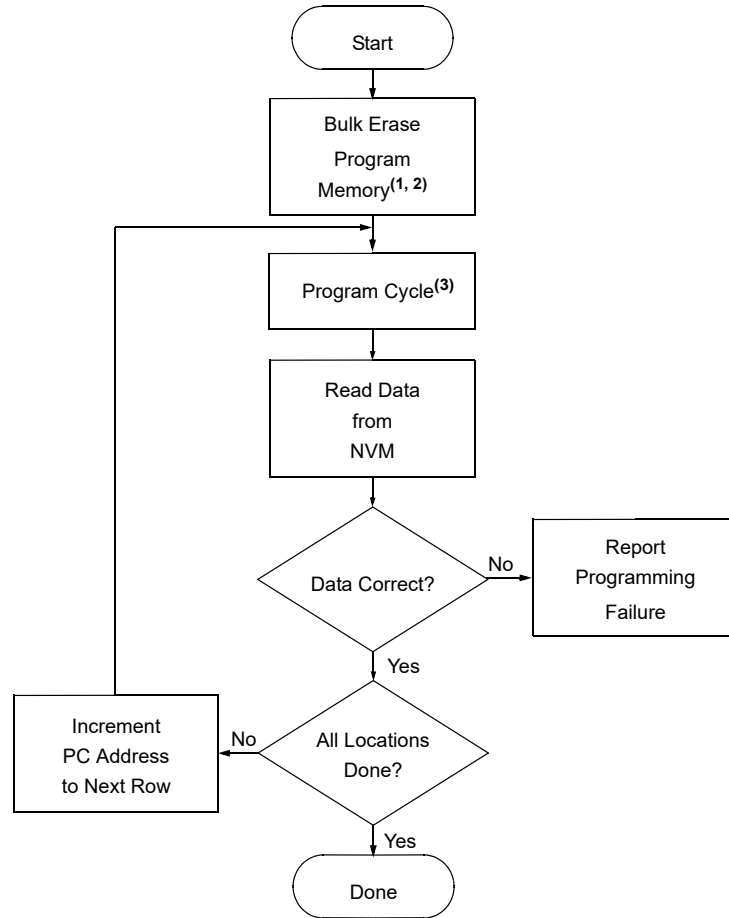 Start
Bulk Erase
Program
Memory(1, 2)
Program Cycle(3)
Read Data
from
NVM
Data Correct?
No
Report
Programming
Failure
Yes
All Locations
Done?
No
Increment
PC Address
to Next Row
Yes
Done